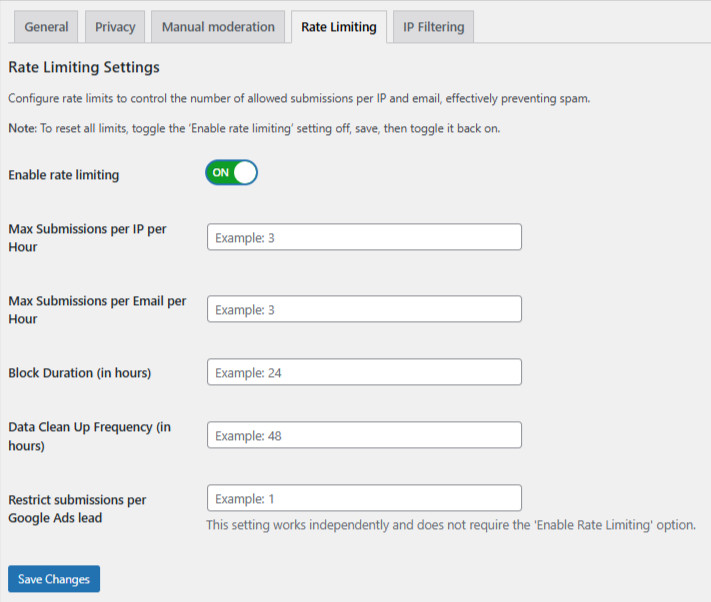 General Privacy Manual moderation Rate Limiting IP Filtering
Rate Limiting Settings
Configure rate limits to control the number of allowed submissions per IP and email, effectively preventing spam.
Note: To reset all limits, toggle the 'Enable rate limiting' setting off, save, then toggle it back on.
Enable rate limiting ON
Max Submissions per IP per
Hour
Example: 3
Max Submissions per Email per
Hour
Example: 3
Block Duration (in hours) Example: 24
Data Clean Up Frequency (in
hours)
Example: 48
Restrict submissions per
Google Ads lead
Example: 1
This setting works independently and does not require the 'Enable Rate Limiting' option.
Save Changes